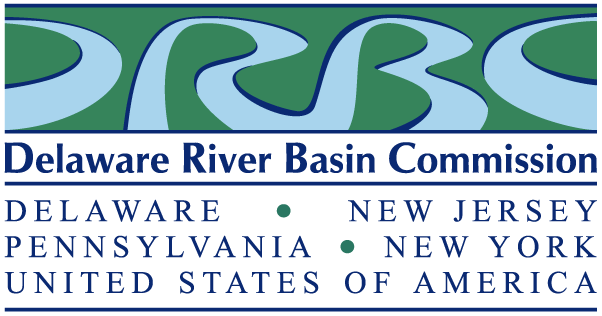 DRBC
Delaware River Basin Commission
DELAWARE • NEW JERSEY
PENNSYLVANIA • NEW YORK
UNITED STATES OF AMERICA